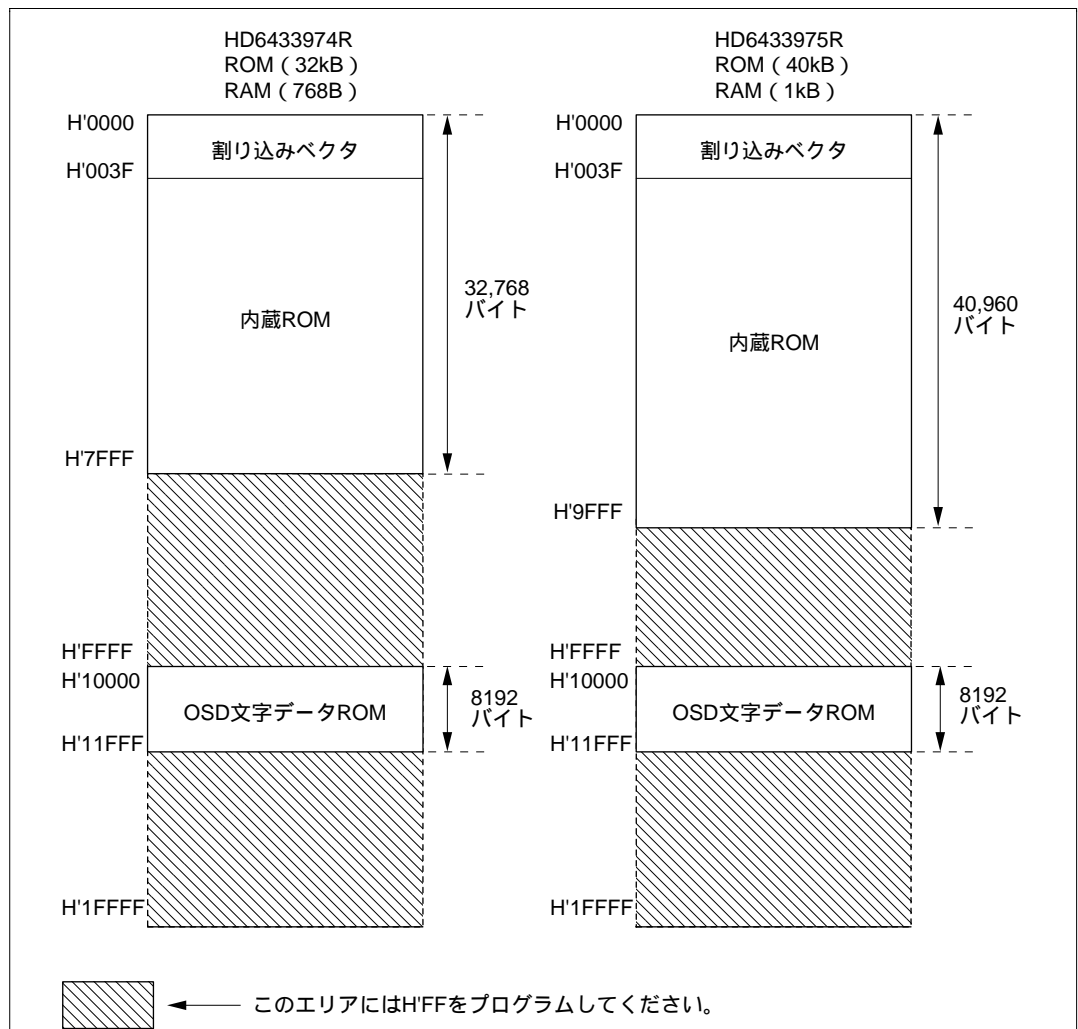 HD6433974R
ROM（32kB）
RAM（768B）
H'0000
割り込みベクタ
H'003F
内蔵ROM
32,768
バイト
H'7FFF
H'FFFF
H'10000
OSD文字データROM
8192
バイト
H'11FFF
H'1FFFF
HD6433975R
ROM（40kB）
RAM（1kB）
H'0000
割り込みベクタ
H'003F
内蔵ROM
40,960
バイト
H'9FFF
H'FFFF
H'10000
OSD文字データROM
8192
バイト
H'11FFF
H'1FFFF
このエリアにはH'FFをプログラムしてください。